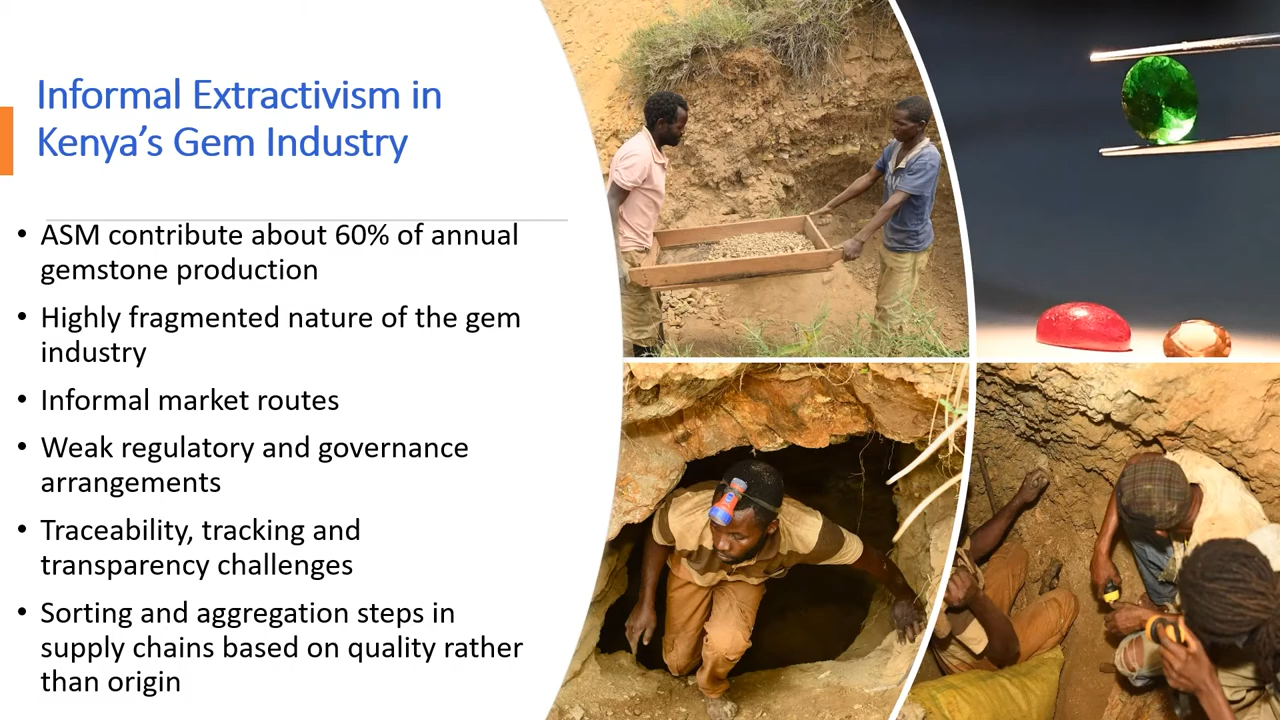 Informal Extractivism in
Kenya’s Gem Industry
• ASM contribute about 60% of annual
gemstone production
• Highly fragmented nature of the gem
industry
• Informal market routes
• Weak regulatory and governance
arrangements
• Traceability, tracking and
transparency challenges
• Sorting and aggregation steps in
supply chains based on quality rather
than origin